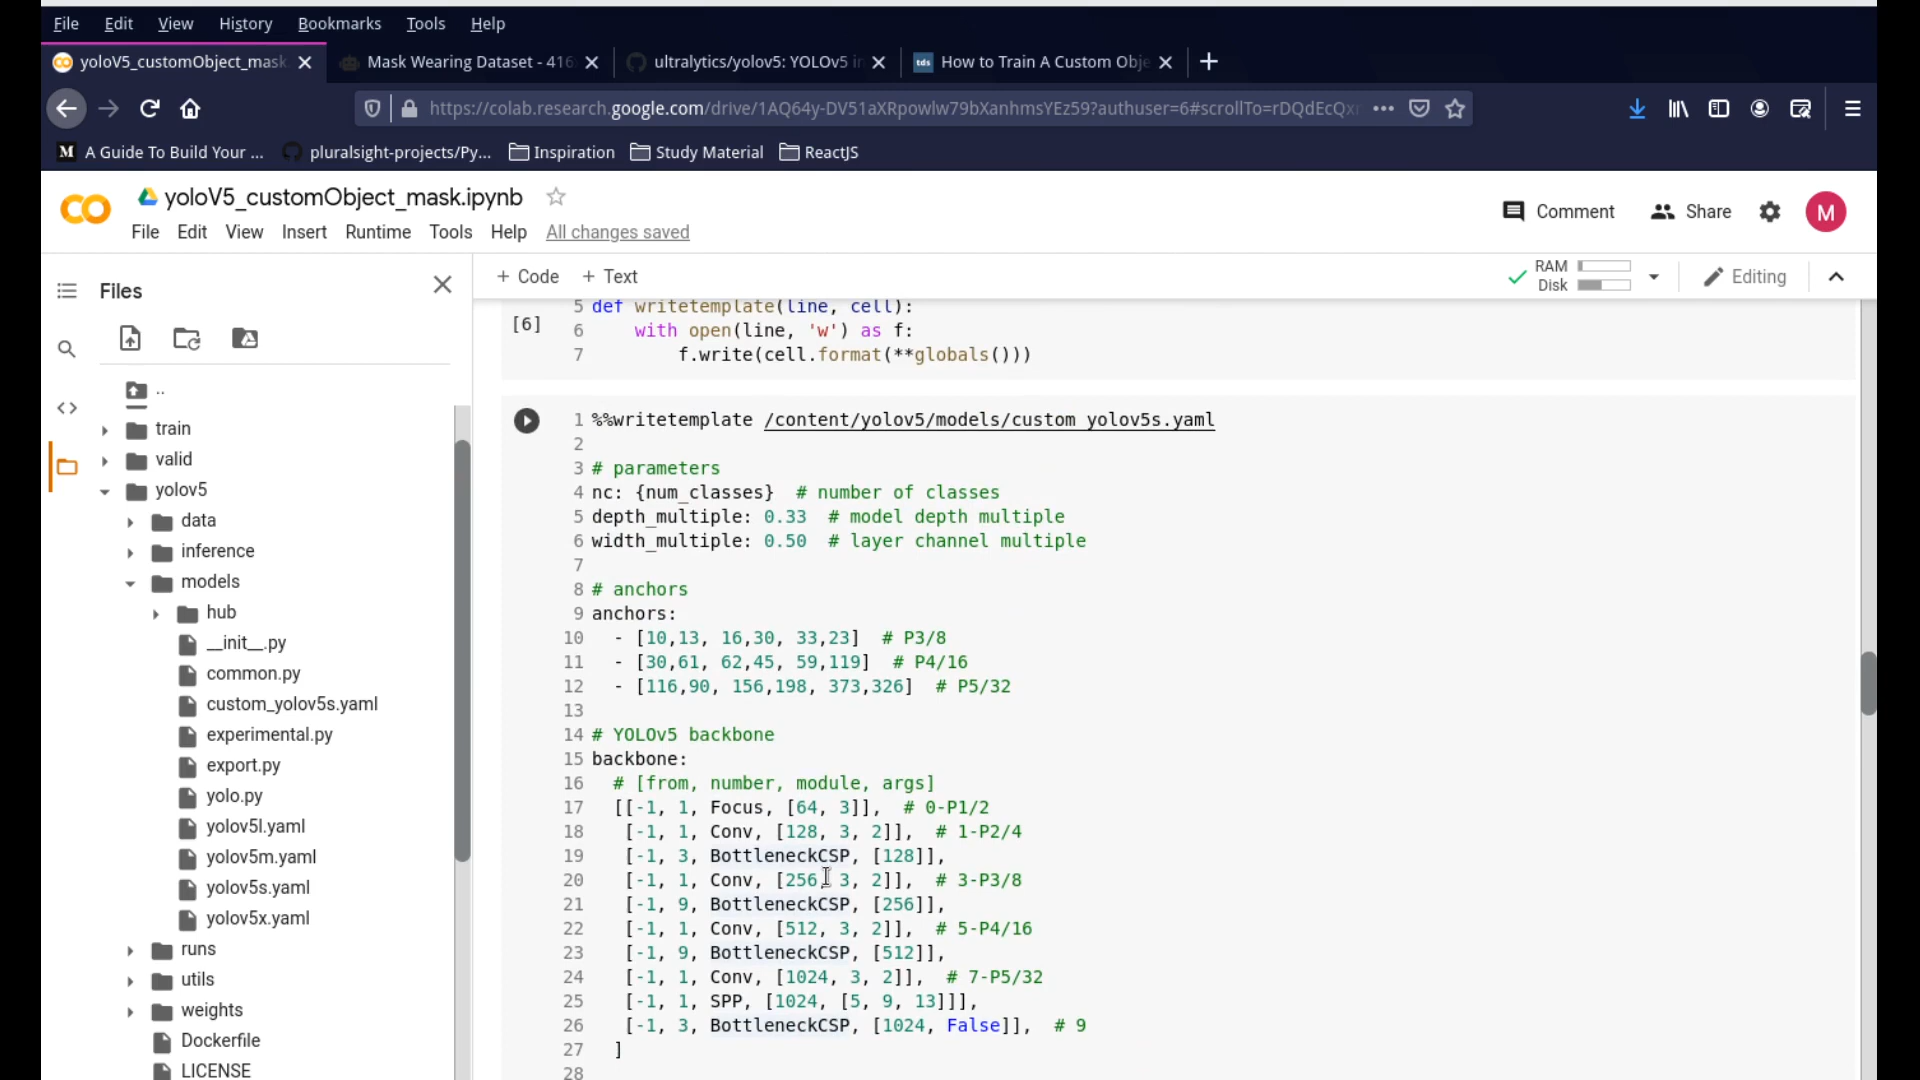 File Edit View History Bookmarks Tools Help
yoloV5_customObject_mask Mask Wearing Dataset - 416 ultralytics/yolov5: YOLOv5 in tds How to Train A Custom Obje
https://colab.research.google.com/drive/1AQ64y-DV51aXRpowlw79bXanhmsYEz59?authuser=6#scrollTo=rDQdEcQx
M A Guide To Build Your ... pluralsight-projects/Py... Inspiration Study Material ReactJS
CO yoloV5_customObject_mask.ipynb
Comment Share M
File Edit View Insert Runtime Tools Help All changes saved
Files
+ Code + Text
RAM
Disk
Editing
..
train
valid
yolov5
data
inference
models
hub
__init__.py
common.py
custom_yolov5s.yaml
experimental.py
export.py
yolo.py
yolov5l.yaml
yolov5m.yaml
yolov5s.yaml
yolov5x.yaml
runs
utils
weights
Dockerfile
LICENSE
[6]
5 def writetemplate(line, cell):
6 with open(line, 'w') as f:
7 f.write(cell.format(**globals()))
1 %%writetemplate /content/yolov5/models/custom_yolov5s.yaml
2
3 # parameters
4 nc: {num_classes} # number of classes
5 depth_multiple: 0.33 # model depth multiple
6 width_multiple: 0.50 # layer channel multiple
7
8 # anchors
9 anchors:
10 - [10,13, 16,30, 33,23] # P3/8
11 - [30,61, 62,45, 59,119] # P4/16
12 - [116,90, 156,198, 373,326] # P5/32
13
14 # YOLOv5 backbone
15 backbone:
16 # [from, number, module, args]
17 [[-1, 1, Focus, [64, 3]], # 0-P1/2
18 [-1, 1, Conv, [128, 3, 2]], # 1-P2/4
19 [-1, 3, BottleneckCSP, [128]],
20 [-1, 1, Conv, [256, 3, 2]], # 3-P3/8
21 [-1, 9, BottleneckCSP, [256]],
22 [-1, 1, Conv, [512, 3, 2]], # 5-P4/16
23 [-1, 9, BottleneckCSP, [512]],
24 [-1, 1, Conv, [1024, 3, 2]], # 7-P5/32
25 [-1, 1, SPP, [1024, [5, 9, 13]]],
26 [-1, 3, BottleneckCSP, [1024, False]], # 9
27 ]
28